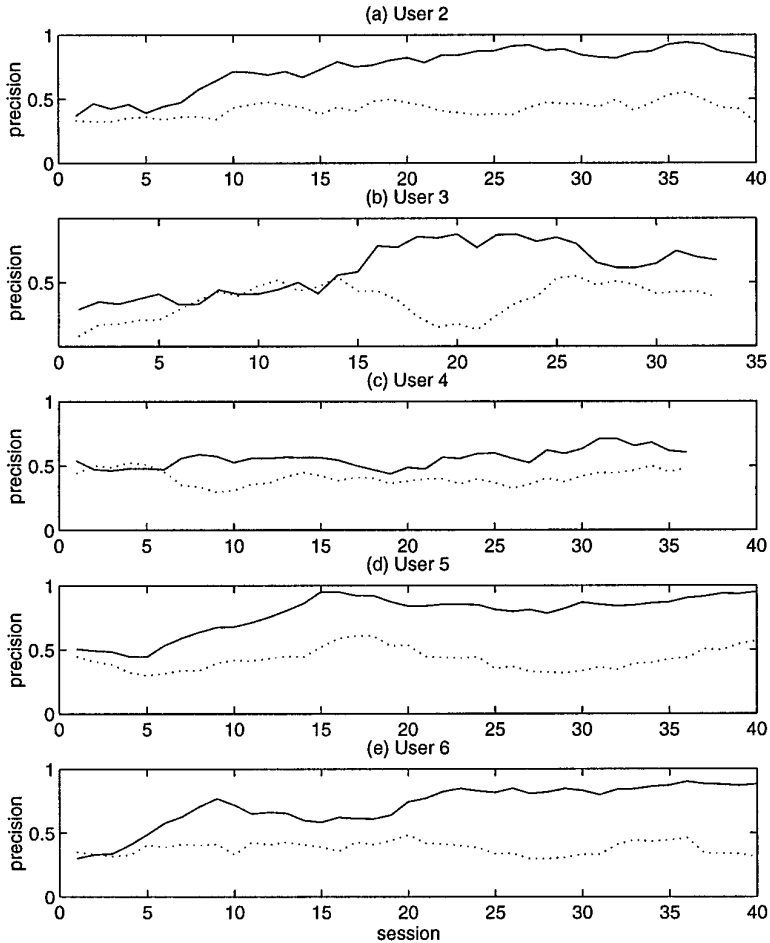 (a) User 2
1
0.5
0
precision
0 5 10 15 20 25 30 35 40
(b) User 3
0.5
precision
0 5 10 15 20 25 30 35
(c) User 4
1
0.5
0
precision
0 5 10 15 20 25 30 35 40
(d) User 5
1
0.5
0
precision
0 5 10 15 20 25 30 35 40
(e) User 6
1
0.5
0
precision
0 5 10 15 20 25 30 35 40
session